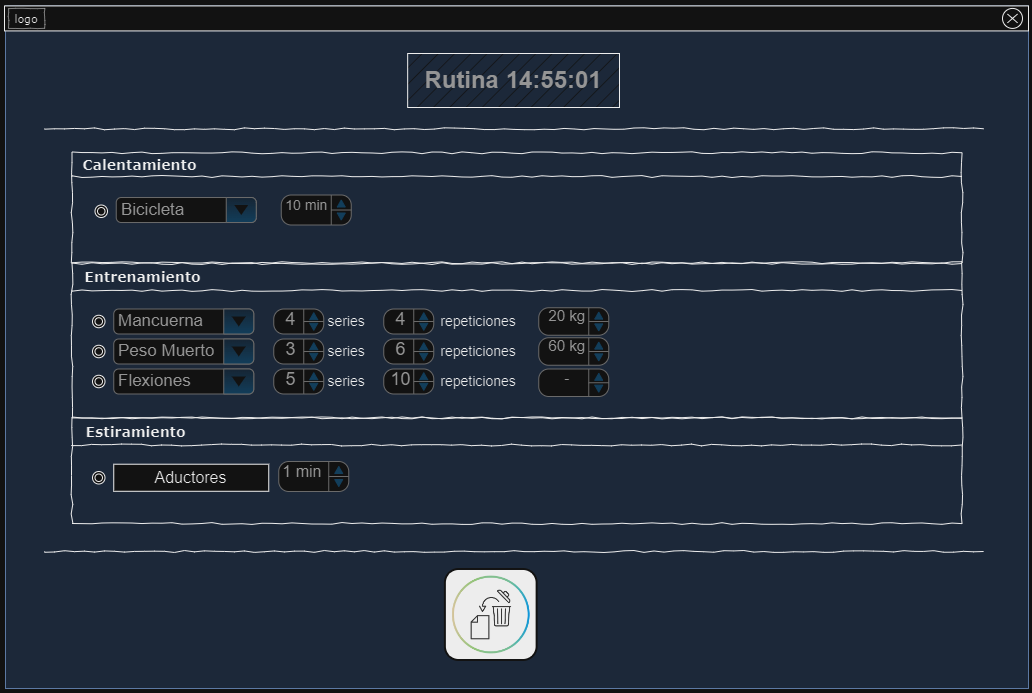 logo
Rutina 14:55:01
Calentamiento
Bicicleta 10 min
Entrenamiento
Mancuerna 4 series 4 repeticiones 20 kg
Peso Muerto 3 series 6 repeticiones 60 kg
Flexiones 5 series 10 repeticiones -
Estiramiento
Aductores 1 min